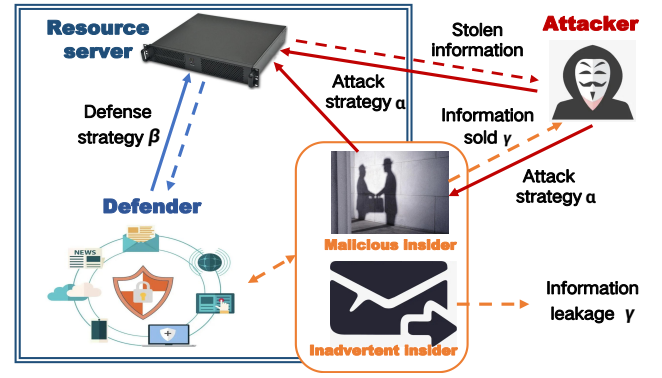 Resource
server
Attacker
Stolen
information
Attack
strategy α
Defense
strategy β
Information
sold γ
Attack
strategy α
Defender
NEWS
Malicious Insider
Information
leakage γ
Inadvertent Insider